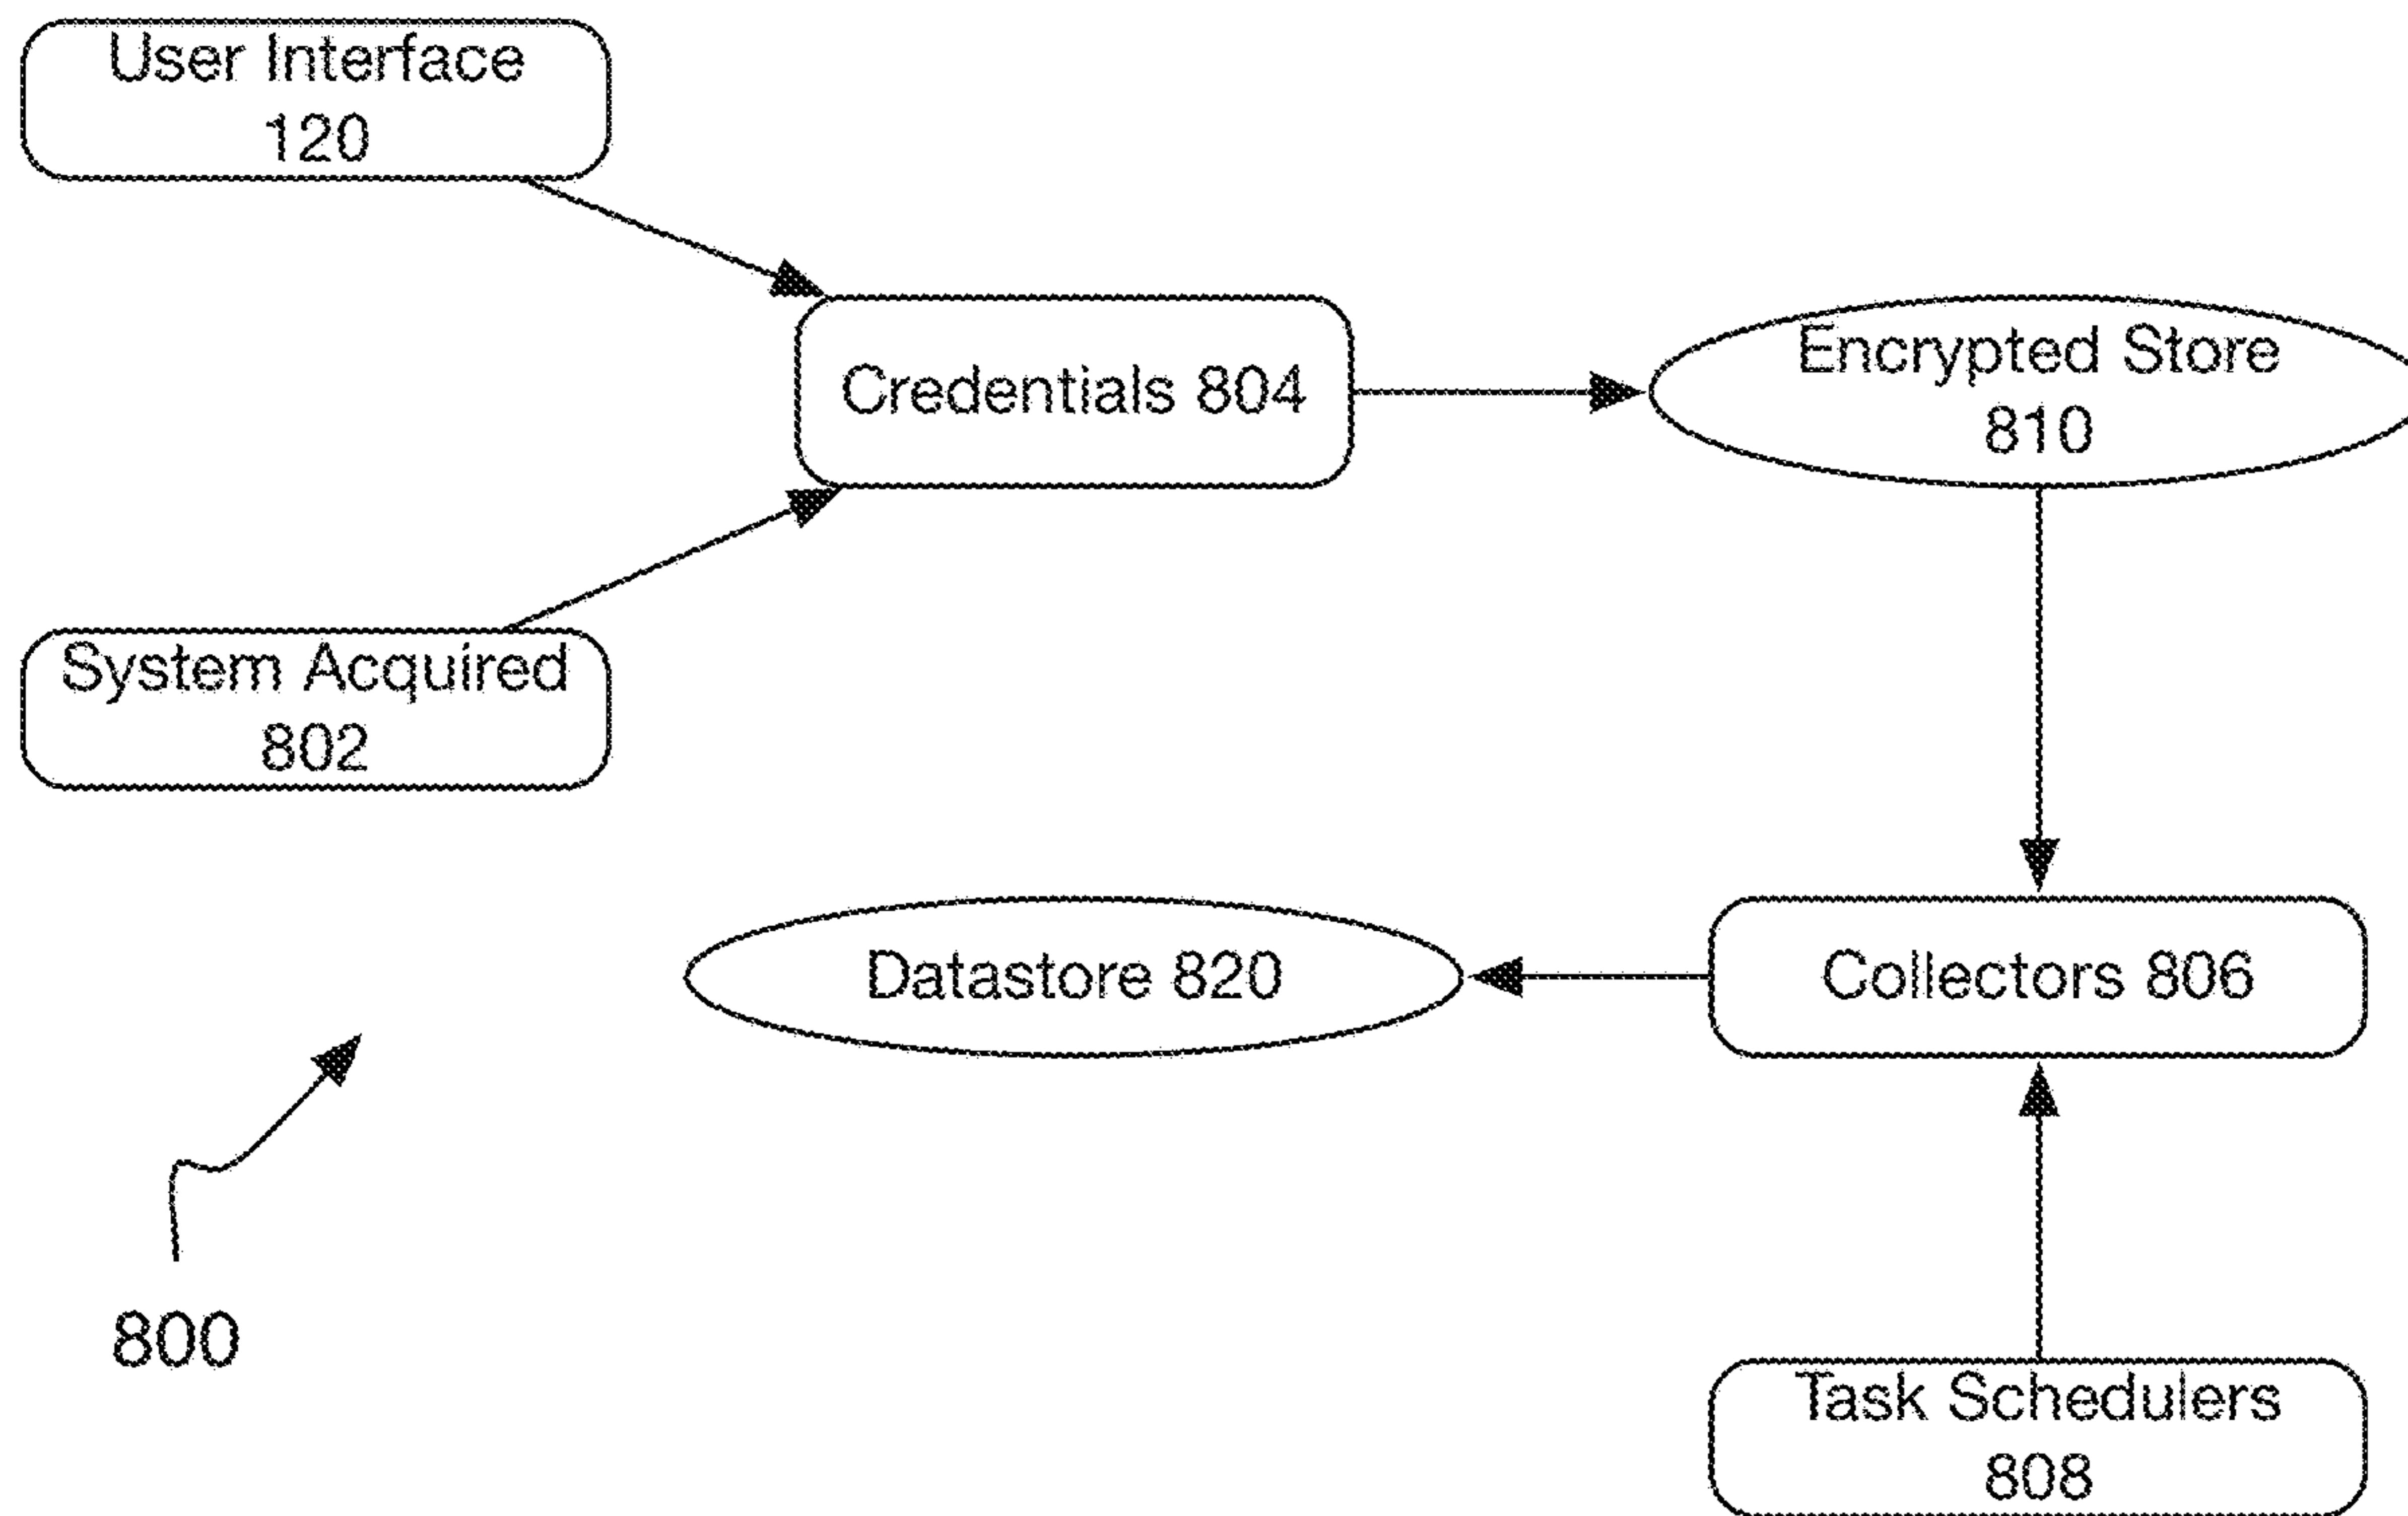 User Interface
120
Credentials 804
Encrypted Store
810
System Acquired
802
Datastore 820
Collectors 806
800
Task Schedulers
808